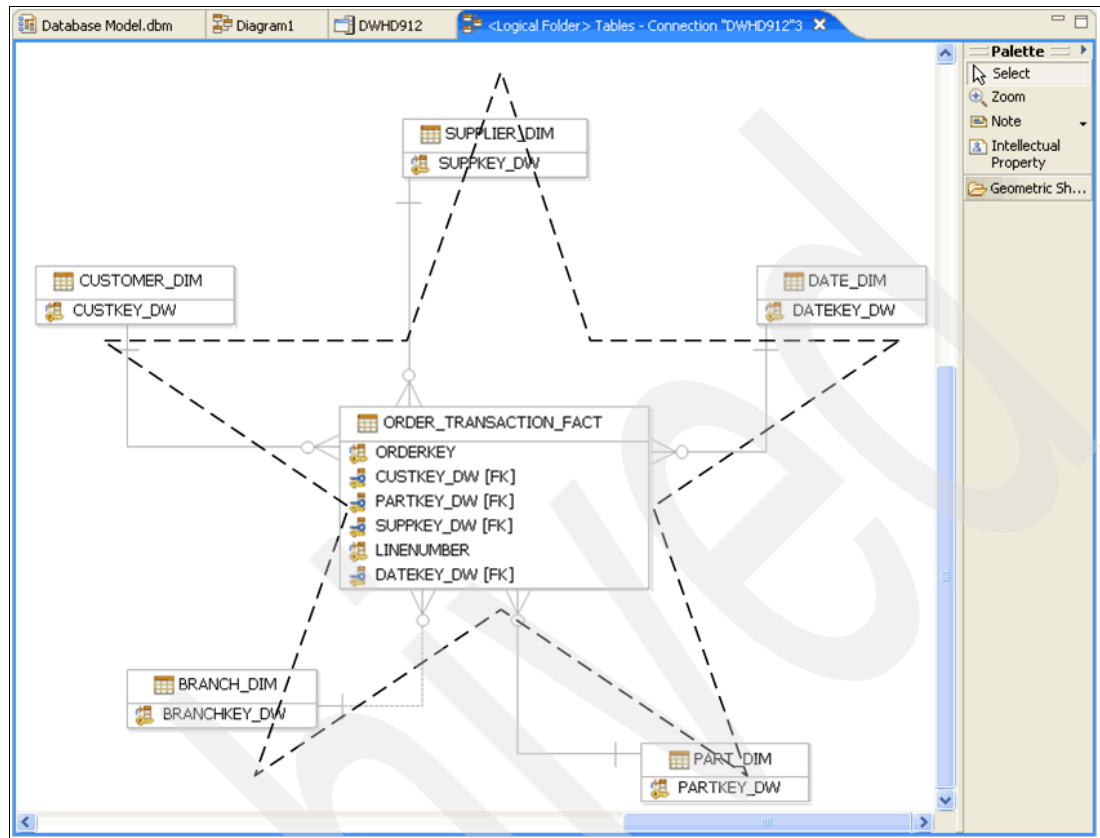 Database Model.dbm
Diagram1
DWHD912
<Logical Folder> Tables - Connection "DWHD912"3
Palette
Select
Zoom
Note
Intellectual
Property
Geometric Sh...
SUPPLIER_DIM
SUPPKEY_DW
CUSTOMER_DIM
CUSTKEY_DW
DATE_DIM
DATEKEY_DW
ORDER_TRANSACTION_FACT
ORDERKEY
CUSTKEY_DW [FK]
PARTKEY_DW [FK]
SUPPKEY_DW [FK]
LINENUMBER
DATEKEY_DW [FK]
BRANCH_DIM
BRANCHKEY_DW
PART_DIM
PARTKEY_DW
hived